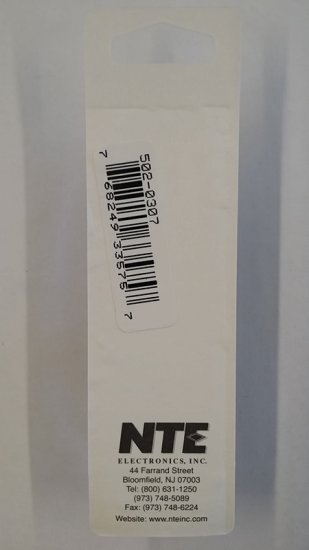 502-0307
7 68249 33575 7
NTE
ELECTRONICS, INC.
44 Farrand Street
Bloomfield, NJ 07003
Tel: (800) 631-1250
(973) 748-5089
Fax: (973) 748-6224
Website: www.nteinc.com